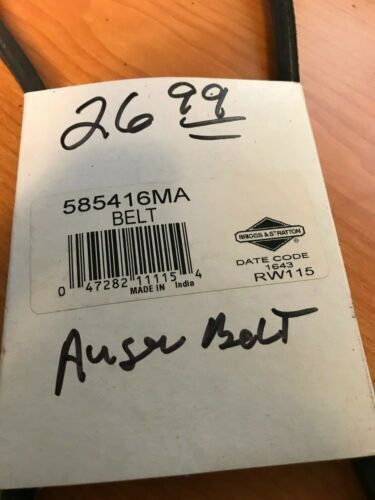 26 99
585416MA
BELT
BRIGGS & STRATTON
DATE CODE
1643
RW115
0 47282 11115 4
MADE IN India
Auger Belt